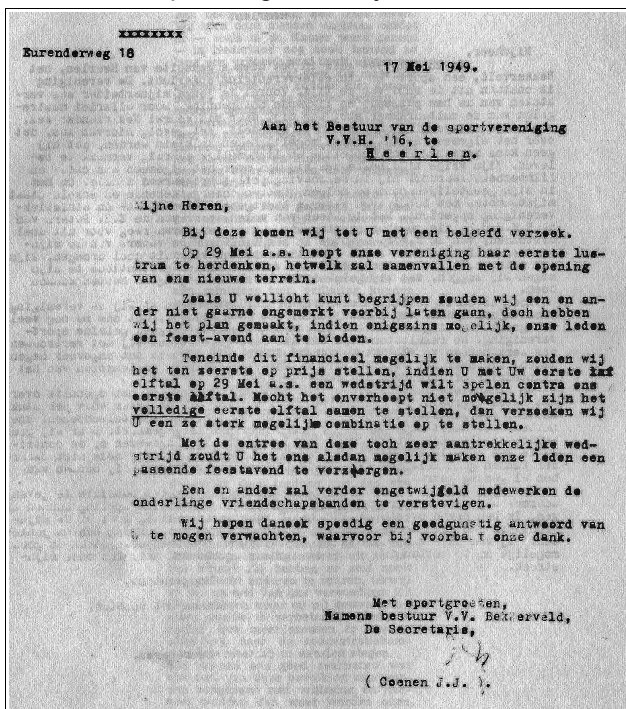 xxxxxxxxx
Eurenderweg 18
17 Mei 1949.
Aan het Bestuur van de sportvereniging
V.V.H. '16, te
H e e r l e n.
Mijne Heren,
Bij deze komen wij tot U met een beleefd verzoek.
Op 29 Mei a.s. hoopt onze vereniging haar eerste lus-
trum te herdenken, hetwelk zal samenvallen met de opening
van ons nieuwe terrein.
Zoals U wellicht kunt begrijpen zouden wij een en an-
der niet gaarne ongemerkt voorbij laten gaan, doch hebben
wij het plan gemaakt, indien enigszins mogelijk, onze leden
een feest-avond aan te bieden.
Teneinde dit financieel mogelijk te maken, zouden wij
het ten zeerste op prijs stellen, indien U met Uw eerste
elftal op 29 Mei a.s. een wedstrijd wilt spelen contra ons
eerste elftal. Mocht het onverhoopt niet mogelijk zijn het
volledige eerste elftal samen te stellen, dan verzoeken wij
U een zo sterk mogelijke combinatie op te stellen.
Met de entree van deze toch zeer aantrekkelijke wed-
strijd zoudt U het ons alsdan mogelijk maken onze leden een
passende feestavond te verzorgen.
Een en ander zal verder ongetwijfeld medewerken de
onderlinge vriendschapsbanden te verstevigen.
Wij hopen danook spoedig een goedgunstig antwoord van
U te mogen verwachten, waarvoor bij voorbaat onze dank.
Met sportgroeten,
Namens bestuur V.V. Bekkerveld,
De Secretaris,
( Coenen J.J. ).